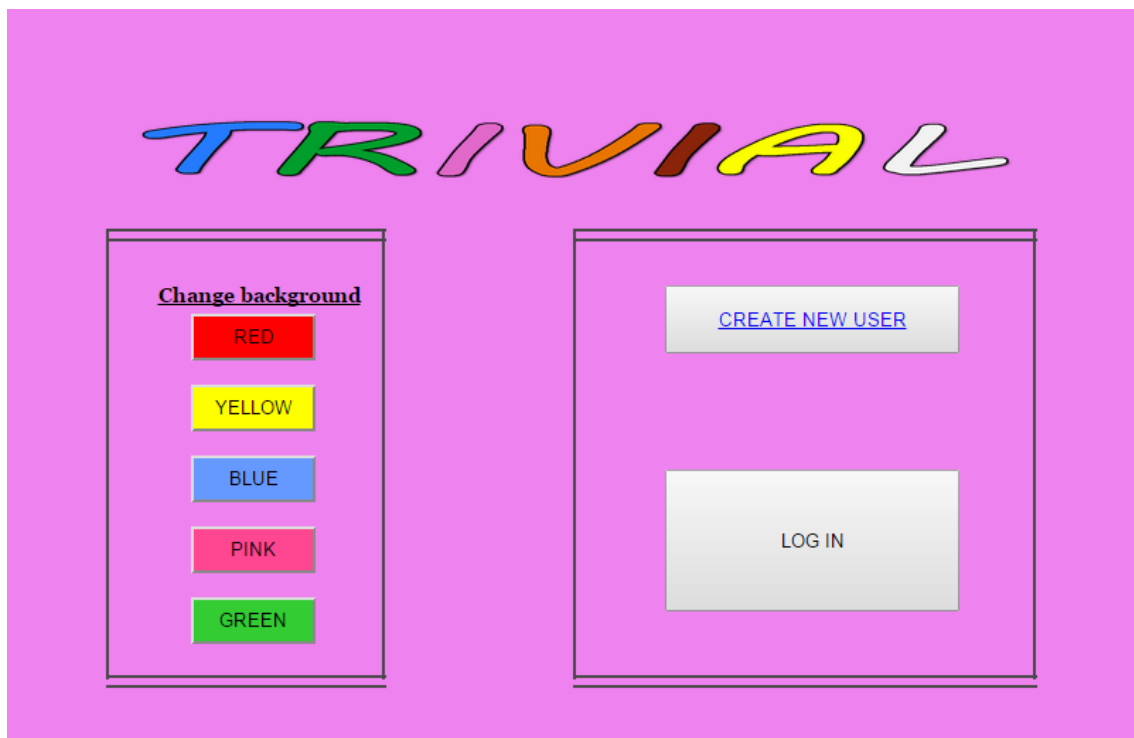 TRIVIAL
Change background
RED
YELLOW
BLUE
PINK
GREEN
CREATE NEW USER
LOG IN